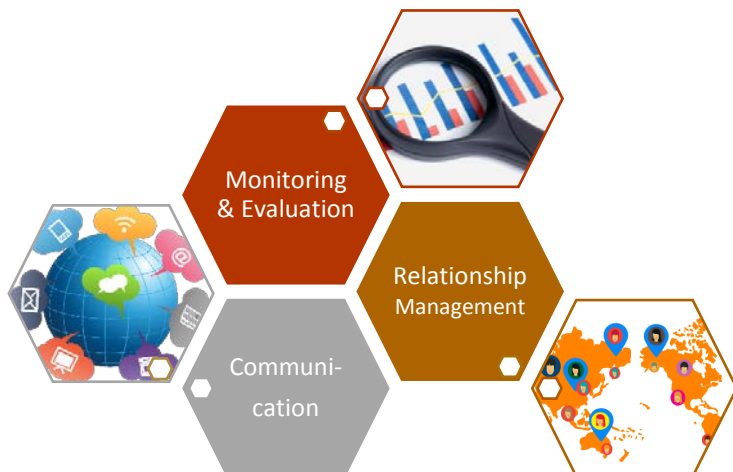 Monitoring
& Evaluation
Relationship
Management
Communi-
cation